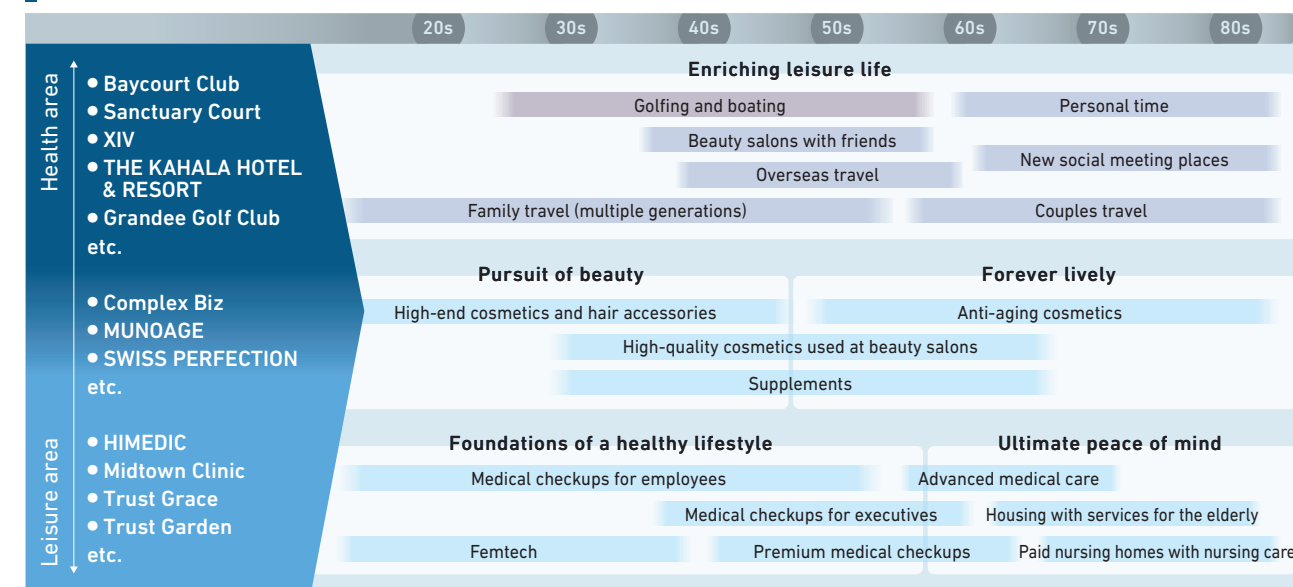 20s 30s 40s 50s 60s 70s 80s
Health area
• Baycourt Club
• Sanctuary Court
• XIV
• THE KAHALA HOTEL
& RESORT
• Grandee Golf Club
etc.
Enriching leisure life
Golfing and boating
Personal time
Beauty salons with friends
New social meeting places
Overseas travel
Family travel (multiple generations)
Couples travel
• Complex Biz
• MUNOAGE
• SWISS PERFECTION
etc.
Pursuit of beauty
Forever lively
High-end cosmetics and hair accessories
Anti-aging cosmetics
High-quality cosmetics used at beauty salons
Supplements
Leisure area
• HIMEDIC
• Midtown Clinic
• Trust Grace
• Trust Garden
etc.
Foundations of a healthy lifestyle
Ultimate peace of mind
Medical checkups for employees
Advanced medical care
Medical checkups for executives
Housing with services for the elderly
Femtech
Premium medical checkups
Paid nursing homes with nursing care